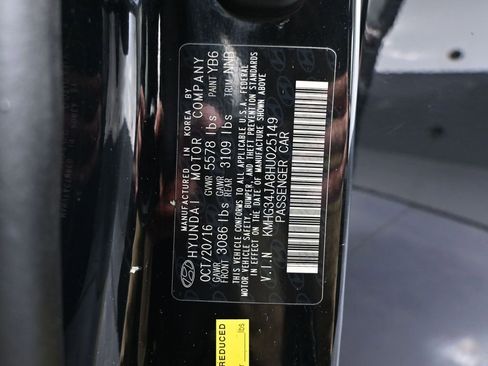 MANUFACTURED IN KOREA BY
HYUNDAI MOTOR COMPANY
OCT/20/16 GVWR 5578 lbs PAINT YB6
GAWR FRONT 3086 lbs GAWR REAR 3109 lbs TRIM NNB
THIS VEHICLE CONFORMS TO ALL APPLICABLE U.S.A. FEDERAL
MOTOR VEHICLE SAFETY, BUMPER, AND THEFT PREVENTION STANDARDS
IN EFFECT ON THE DATE OF MANUFACTURE SHOWN ABOVE
V.I.N KMHG34JA8HU025149
PASSENGER CAR
REDUCED
lbs